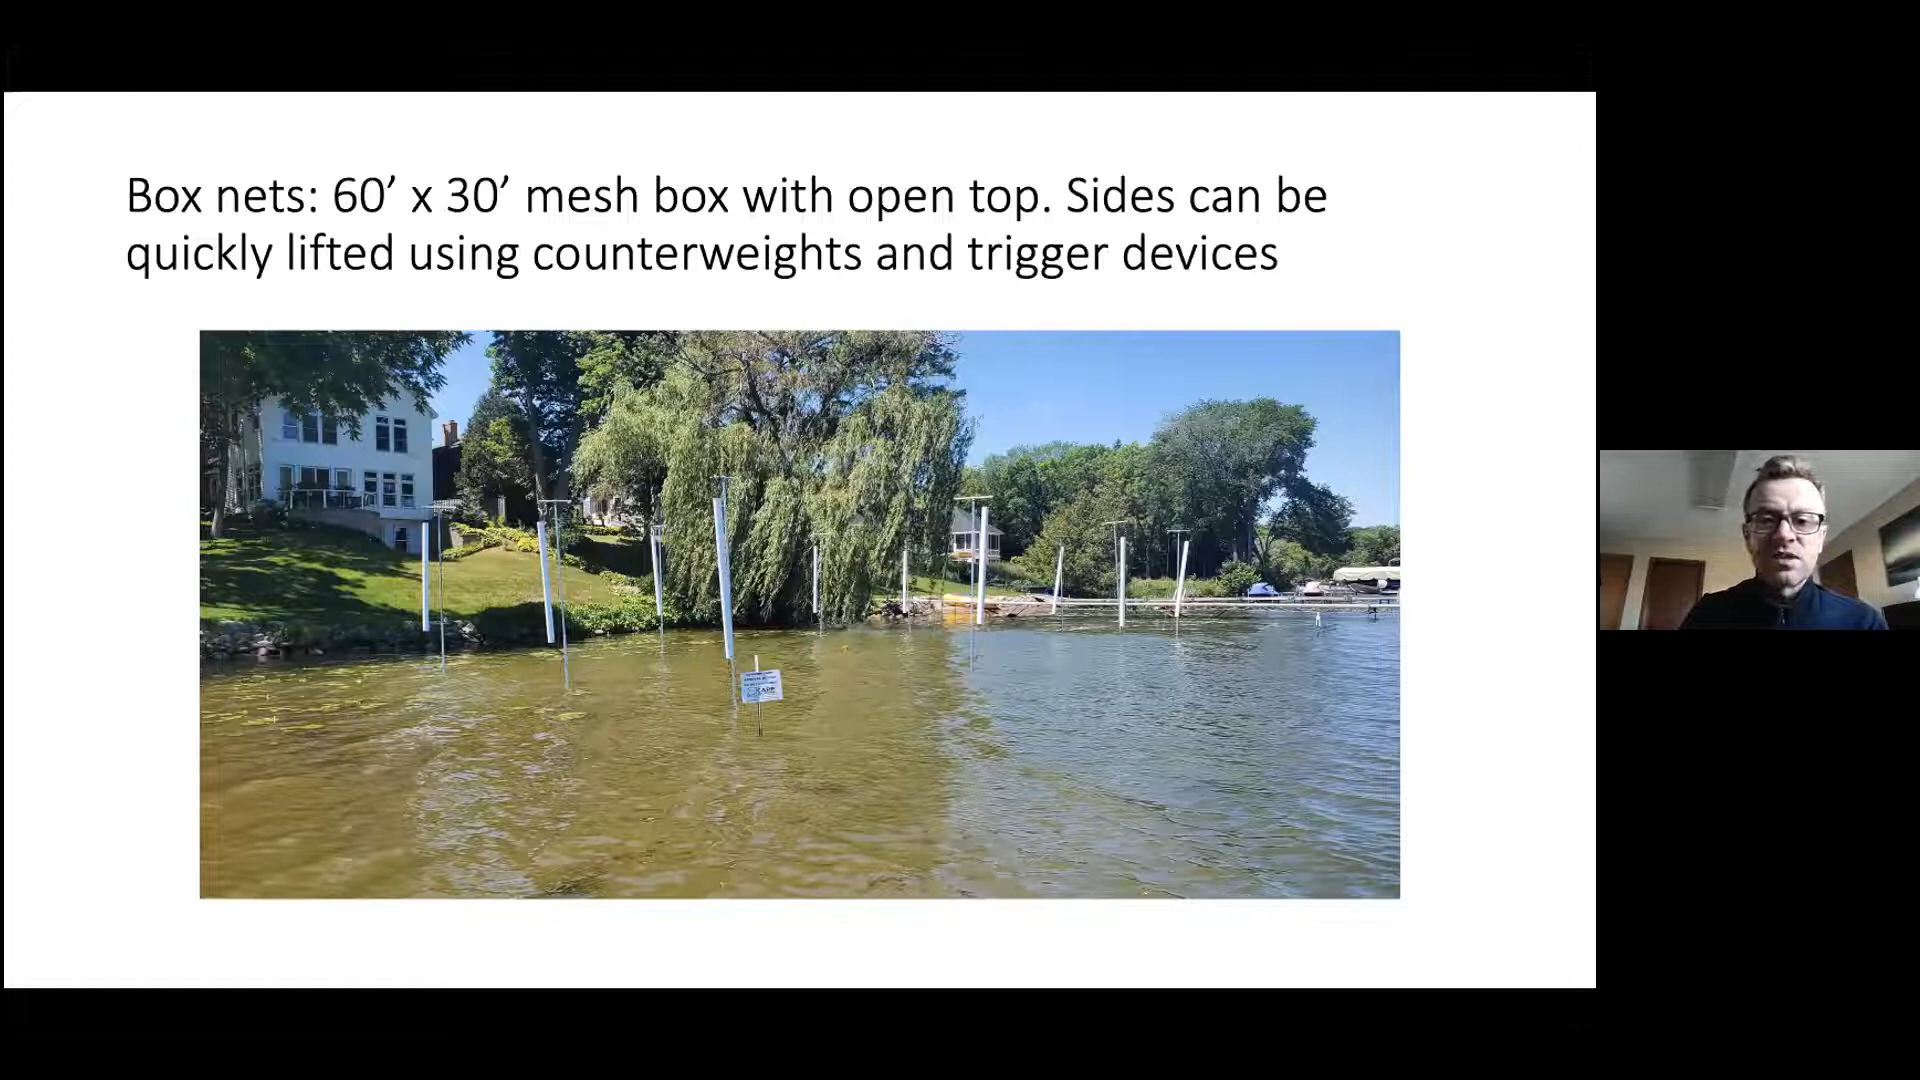 Box nets: 60’ x 30’ mesh box with open top. Sides can be
quickly lifted using counterweights and trigger devices
CARP